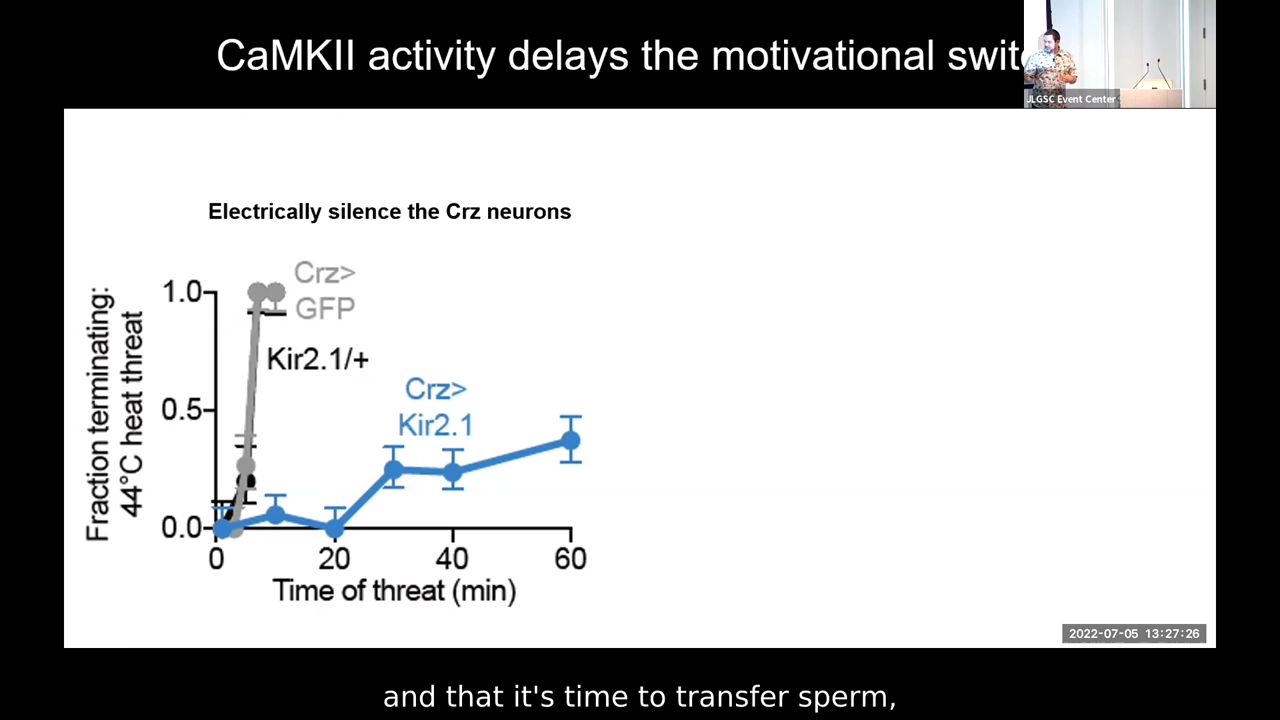 CaMKII activity delays the motivational switc
JLGSC Event Center
Electrically silence the Crz neurons
Crz>
GFP
Kir2.1/+
Crz>
Kir2.1
Fraction terminating:
44°C heat threat
1.0
0.5
0.0
0 20 40 60
Time of threat (min)
2022-07-05 13:27:26
and that it's time to transfer sperm,